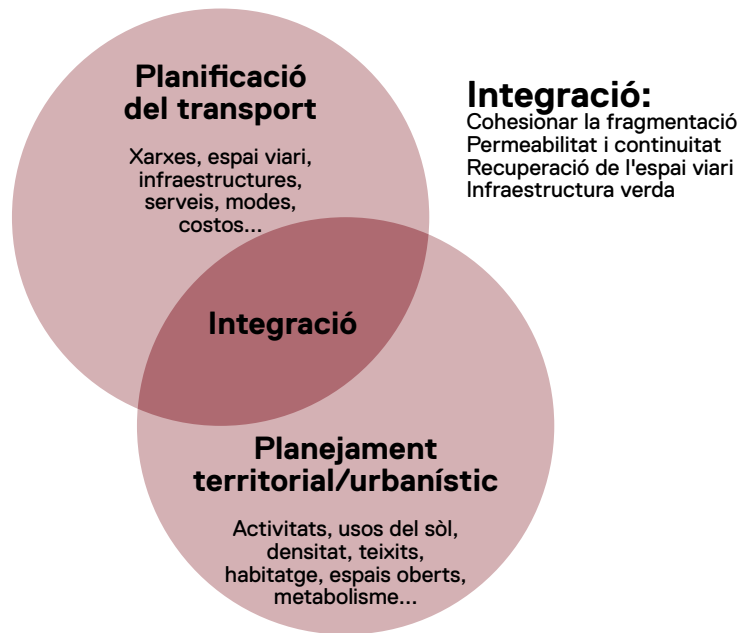 Planificació
del transport
Xarxes, espai viari,
infraestructures,
serveis, modes,
costos...
Integració:
Cohesionar la fragmentació
Permeabilitat i continuitat
Recuperació de l'espai viari
Infraestructura verda
Integració
Planejament
territorial/urbanístic
Activitats, usos del sòl,
densitat, teixits,
habitatge, espais oberts,
metabolisme...